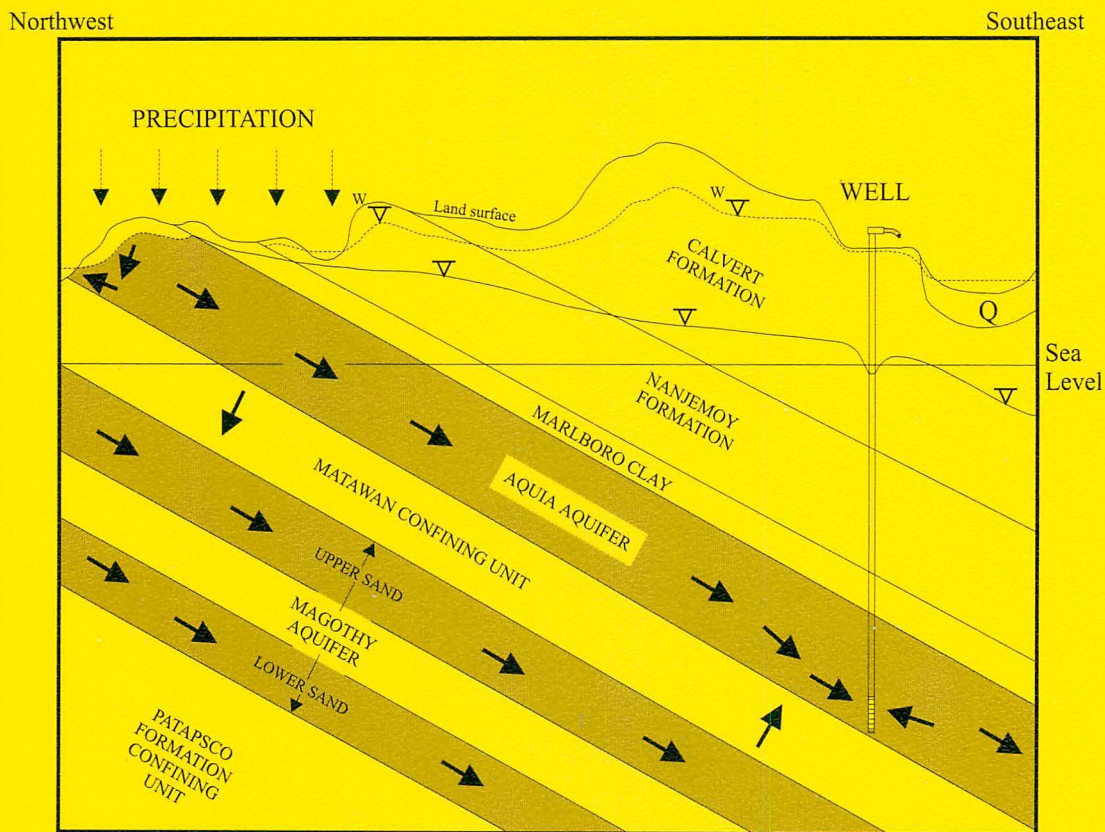 Northwest
Southeast
PRECIPITATION
W
Land surface
W
WELL
CALVERT
FORMATION
Q
Sea
Level
NANJEMOY
FORMATION
MARLBORO CLAY
AQUIA AQUIFER
MATAWAN CONFINING UNIT
UPPER SAND
MAGOTHY
AQUIFER
LOWER SAND
PATAPSCO
FORMATION
CONFINING
UNIT